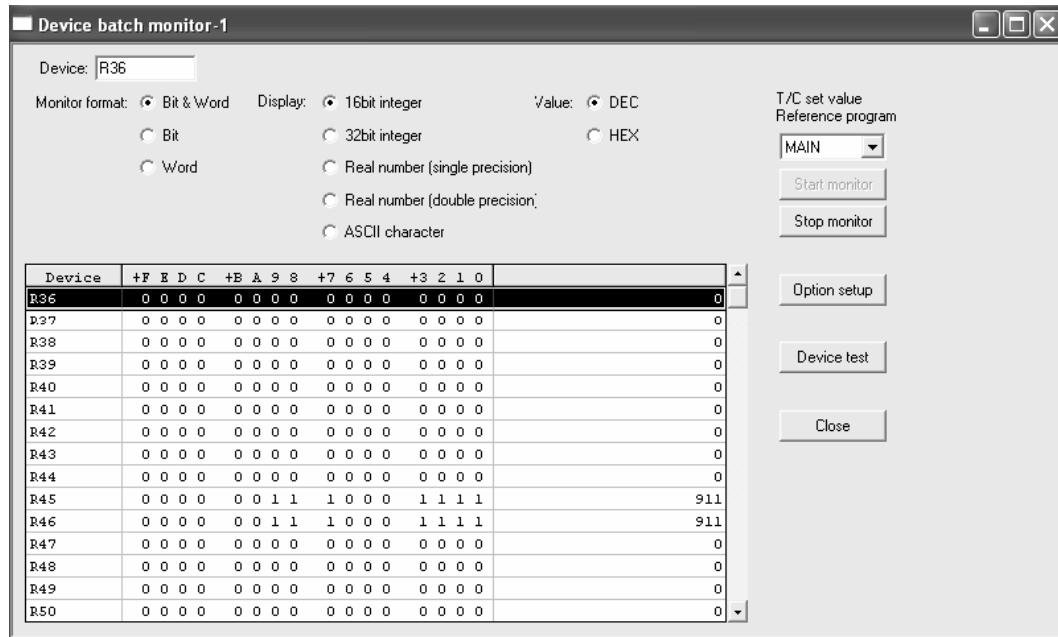 Device batch monitor-1
Device: R36
Monitor format: Bit & Word Display: 16bit integer Value: DEC
Bit 32bit integer HEX
Word Real number (single precision)
Real number (double precision)
ASCII character
T/C set value
Reference program
MAIN
Start monitor
Stop monitor
Option setup
Device test
Close
Device +F E D C +B A 9 8 +7 6 5 4 +3 2 1 0
R36 0 0 0 0 0 0 0 0 0 0 0 0 0 0 0 0 0
R37 0 0 0 0 0 0 0 0 0 0 0 0 0 0 0 0 0
R38 0 0 0 0 0 0 0 0 0 0 0 0 0 0 0 0 0
R39 0 0 0 0 0 0 0 0 0 0 0 0 0 0 0 0 0
R40 0 0 0 0 0 0 0 0 0 0 0 0 0 0 0 0 0
R41 0 0 0 0 0 0 0 0 0 0 0 0 0 0 0 0 0
R42 0 0 0 0 0 0 0 0 0 0 0 0 0 0 0 0 0
R43 0 0 0 0 0 0 0 0 0 0 0 0 0 0 0 0 0
R44 0 0 0 0 0 0 0 0 0 0 0 0 0 0 0 0 0
R45 0 0 0 0 0 0 1 1 1 0 0 0 1 1 1 1 911
R46 0 0 0 0 0 0 1 1 1 0 0 0 1 1 1 1 911
R47 0 0 0 0 0 0 0 0 0 0 0 0 0 0 0 0 0
R48 0 0 0 0 0 0 0 0 0 0 0 0 0 0 0 0 0
R49 0 0 0 0 0 0 0 0 0 0 0 0 0 0 0 0 0
R50 0 0 0 0 0 0 0 0 0 0 0 0 0 0 0 0 0